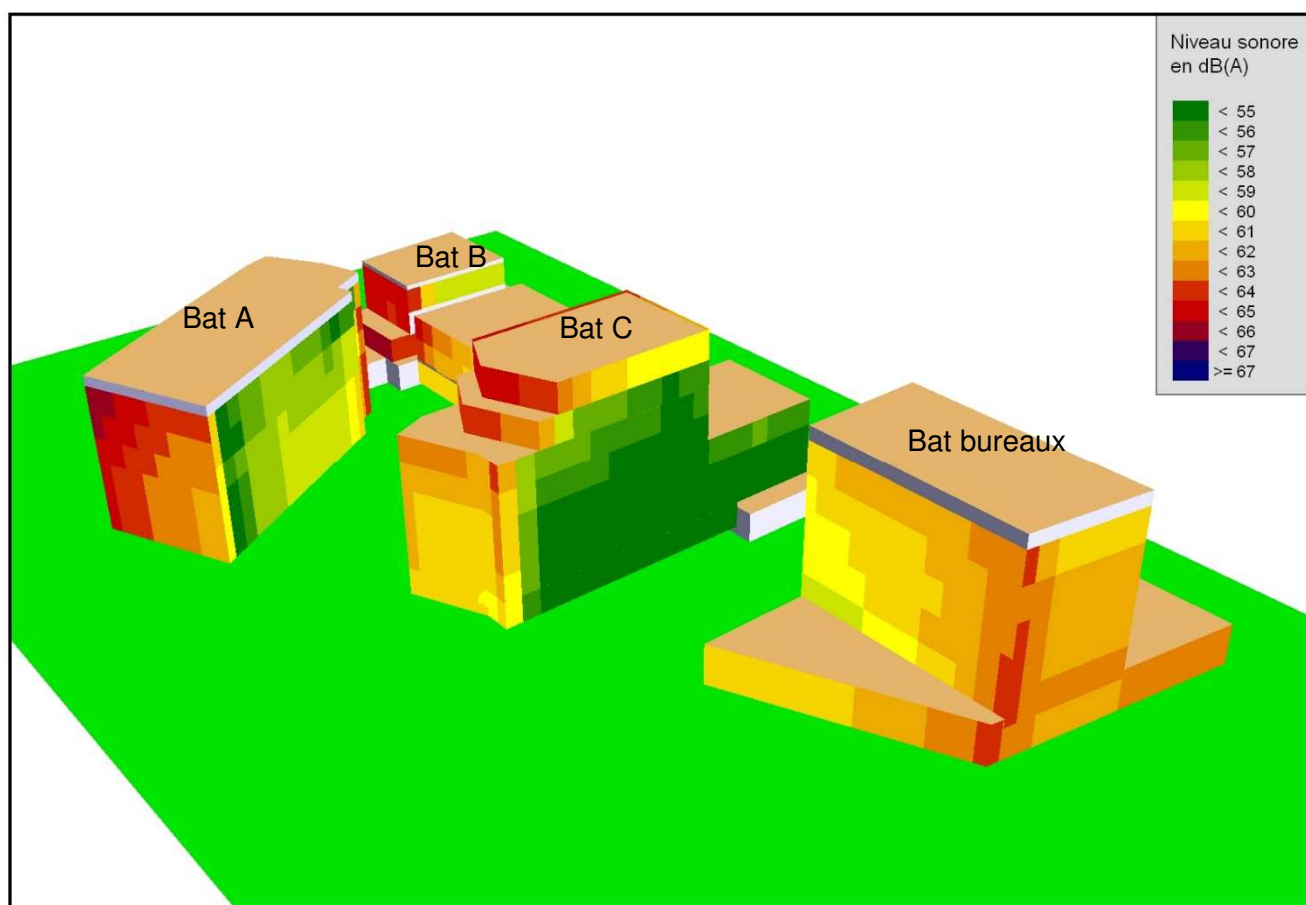 Niveau sonore
en dB(A)
< 55
< 56
< 57
< 58
< 59
< 60
< 61
< 62
< 63
< 64
< 65
< 66
< 67
>= 67
Bat B
Bat A
Bat C
Bat bureaux